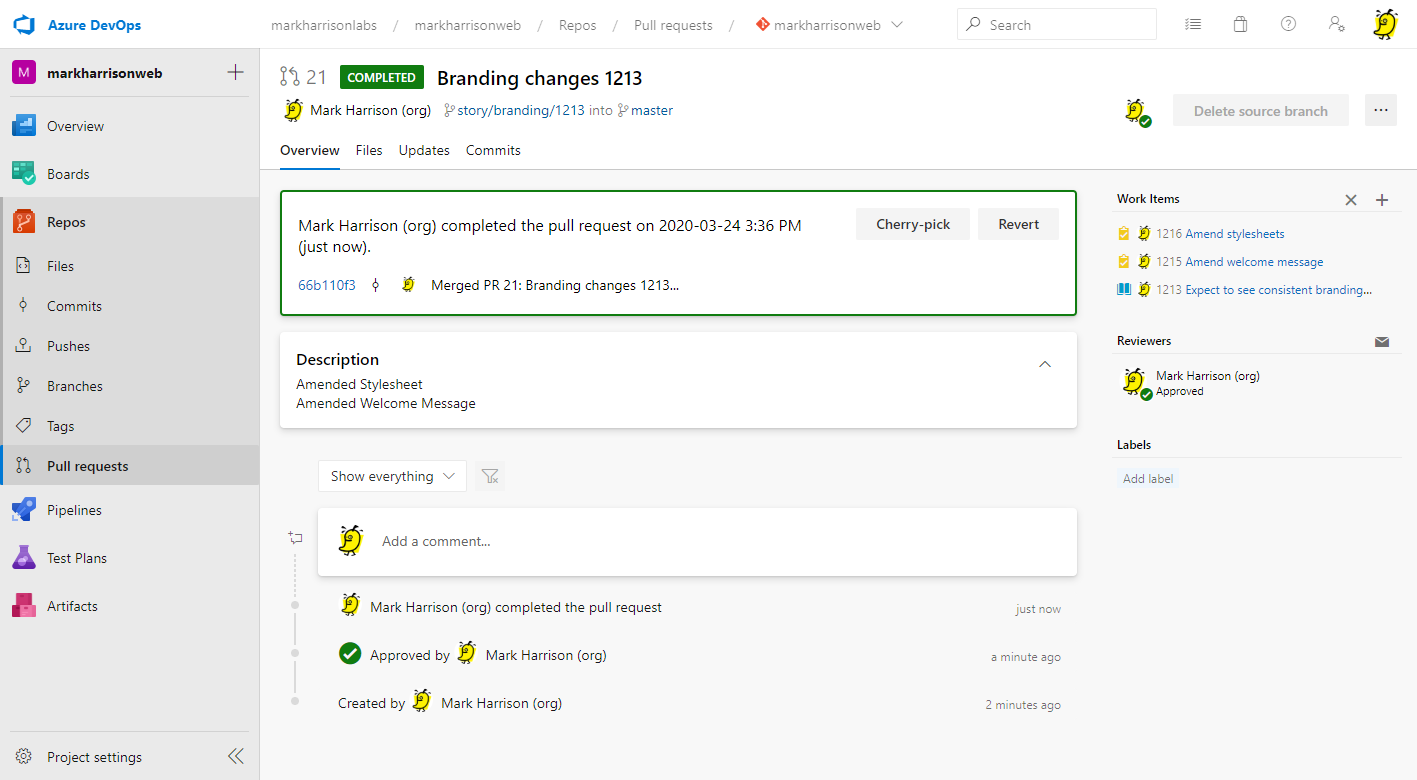 Azure DevOps
markharrisonlabs / markharrisonweb / Repos / Pull requests / markharrisonweb
Search
M markharrisonweb
Overview
Boards
Repos
Files
Commits
Pushes
Branches
Tags
Pull requests
Pipelines
Test Plans
Artifacts
Project settings
21 COMPLETED Branding changes 1213
Mark Harrison (org) story/branding/1213 into master
Delete source branch
Overview Files Updates Commits
Mark Harrison (org) completed the pull request on 2020-03-24 3:36 PM
(just now).
Cherry-pick
Revert
66b110f3 Merged PR 21: Branding changes 1213...
Description
Amended Stylesheet
Amended Welcome Message
Show everything
Add a comment...
Mark Harrison (org) completed the pull request just now
Approved by Mark Harrison (org) a minute ago
Created by Mark Harrison (org) 2 minutes ago
Work Items
1216 Amend stylesheets
1215 Amend welcome message
1213 Expect to see consistent branding...
Reviewers
Mark Harrison (org)
Approved
Labels
Add label